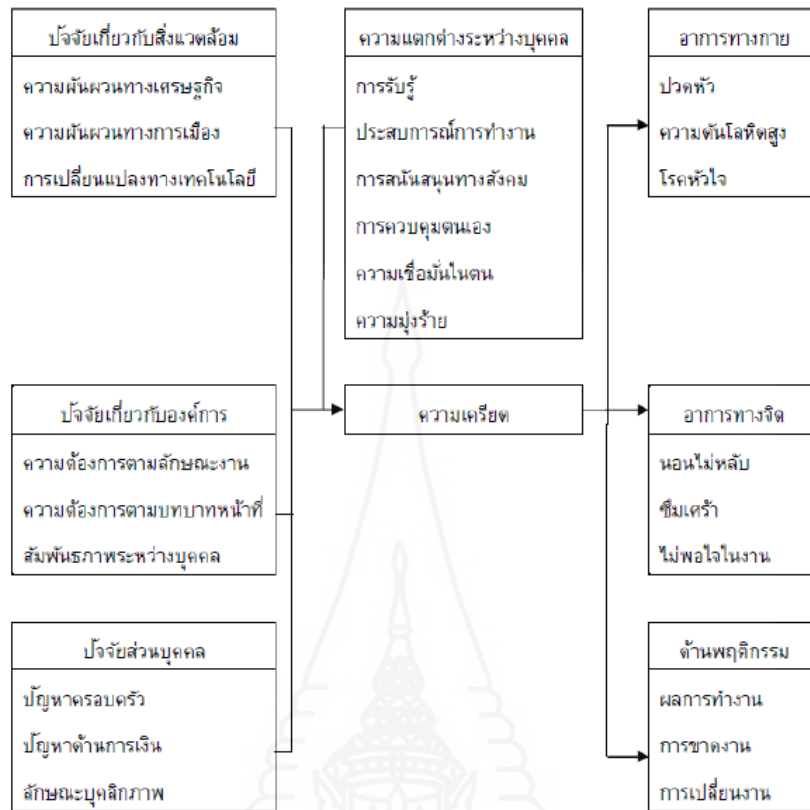 ปัจจัยเกี่ยวกับสิ่งแวดล้อม
ความผันผวนทางเศรษฐกิจ
ความผันผวนทางการเมือง
การเปลี่ยนแปลงทางเทคโนโลยี
ปัจจัยเกี่ยวกับองค์การ
ความต้องการตามลักษณะงาน
ความต้องการตามบทบาทหน้าที่
สัมพันธภาพระหว่างบุคคล
ปัจจัยส่วนบุคคล
ปัญหาครอบครัว
ปัญหาด้านการเงิน
ลักษณะบุคลิกภาพ
ความแตกต่างระหว่างบุคคล
การรับรู้
ประสบการณ์การทำงาน
การสนันสนุนทางสังคม
การควบคุมตนเอง
ความเชื่อมั่นในตน
ความมุ่งร้าย
ความเครียด
อาการทางกาย
ปวดหัว
ความดันโลหิตสูง
โรคหัวใจ
อาการทางจิต
นอนไม่หลับ
ซึมเศร้า
ไม่พอใจในงาน
ด้านพฤติกรรม
ผลการทำงาน
การขาดงาน
การเปลี่ยนงาน